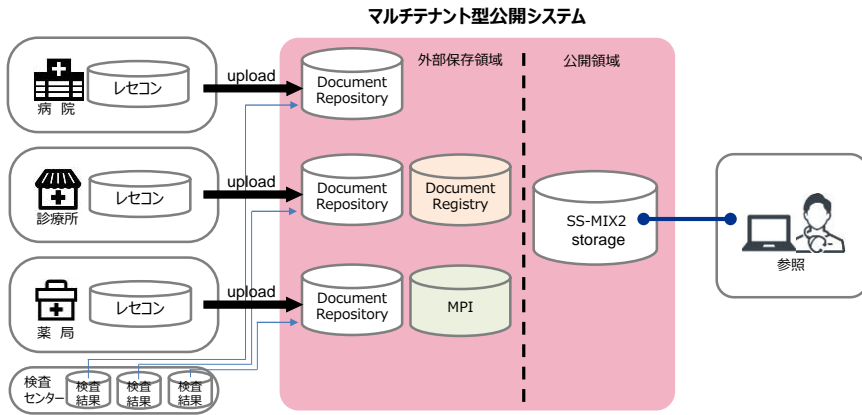 マルチテナント型公開システム
外部保存領域
公開領域
病 院
レセコン
upload
Document
Repository
診療所
レセコン
upload
Document
Repository
Document
Registry
SS-MIX2
storage
参照
薬 局
レセコン
upload
Document
Repository
MPI
検査
センター
検査
結果
検査
結果
検査
結果